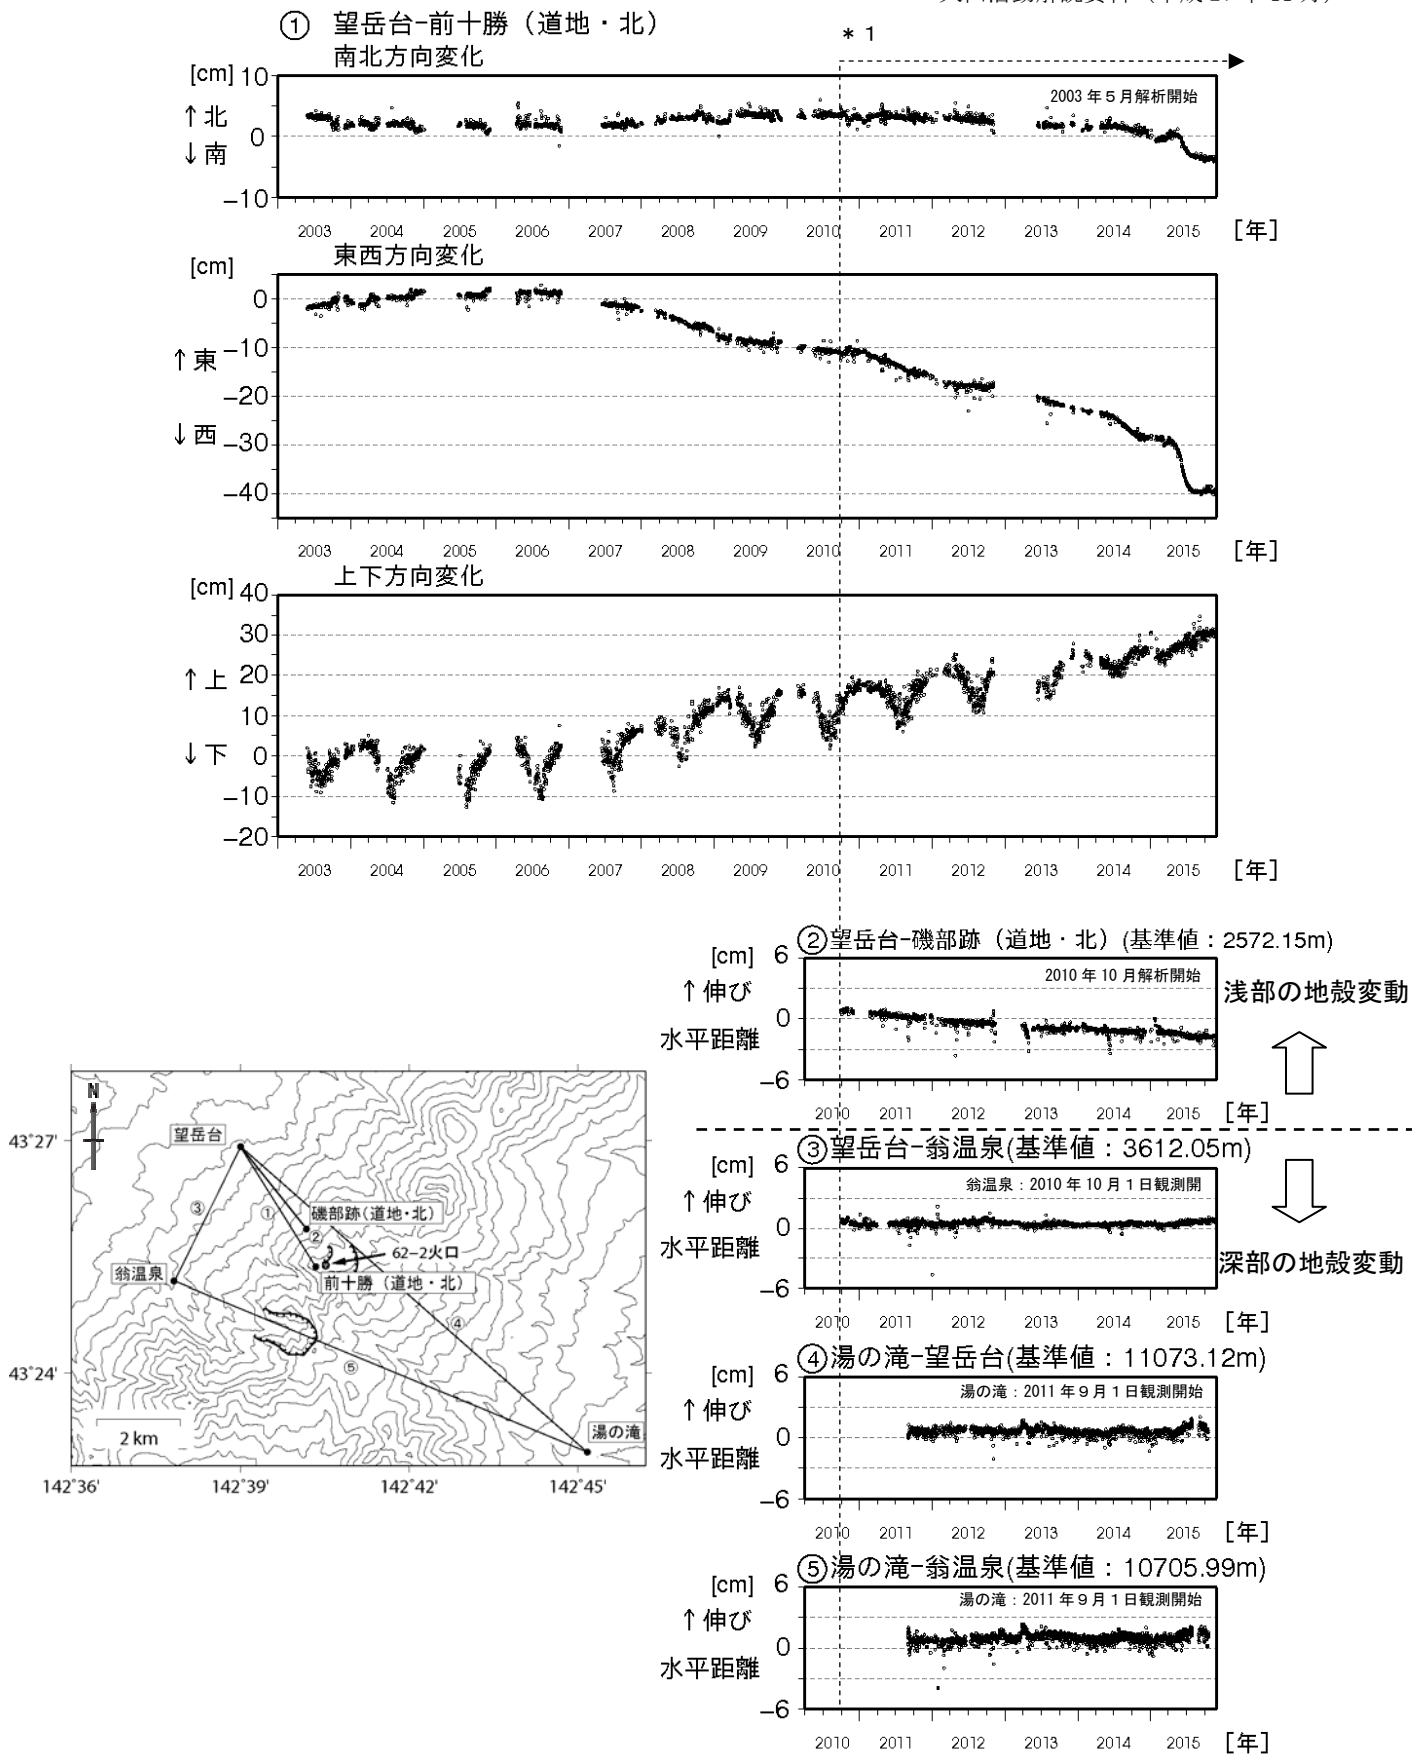 ① 望岳台-前十勝（道地・北）
* 1
南北方向変化
[cm]
10
2003 年５月解析開始
↑北
0
↓南
-10
2003 2004 2005 2006 2007 2008 2009 2010 2011 2012 2013 2014 2015 [年]
東西方向変化
[cm]
0
-10
↑東
-20
↓西
-30
-40
2003 2004 2005 2006 2007 2008 2009 2010 2011 2012 2013 2014 2015 [年]
上下方向変化
[cm] 40
30
↑上 20
10
↓下 0
-10
-20
2003 2004 2005 2006 2007 2008 2009 2010 2011 2012 2013 2014 2015 [年]
②望岳台-磯部跡（道地・北）(基準値：2572.15m)
[cm] 6
2010 年 10 月解析開始
↑伸び
浅部の地殻変動
0
水平距離
-6
2010 2011 2012 2013 2014 2015 [年]
③望岳台-翁温泉(基準値：3612.05m)
[cm] 6
翁温泉：2010 年 10 月１日観測開
↑伸び
0
水平距離
深部の地殻変動
-6
2010 2011 2012 2013 2014 2015 [年]
④湯の滝-望岳台(基準値：11073.12m)
[cm] 6
湯の滝：2011 年９月１日観測開始
↑伸び
0
水平距離
-6
2010 2011 2012 2013 2014 2015 [年]
⑤湯の滝-翁温泉(基準値：10705.99m)
[cm] 6
湯の滝：2011 年９月１日観測開始
↑伸び
0
水平距離
-6
2010 2011 2012 2013 2014 2015 [年]
N
43°27'
望岳台
③
①
磯部跡(道地・北)
②
62-2火口
翁温泉
前十勝（道地・北）
④
⑤
43°24'
2 km
湯の滝
142°36' 142°39' 142°42' 142°45'